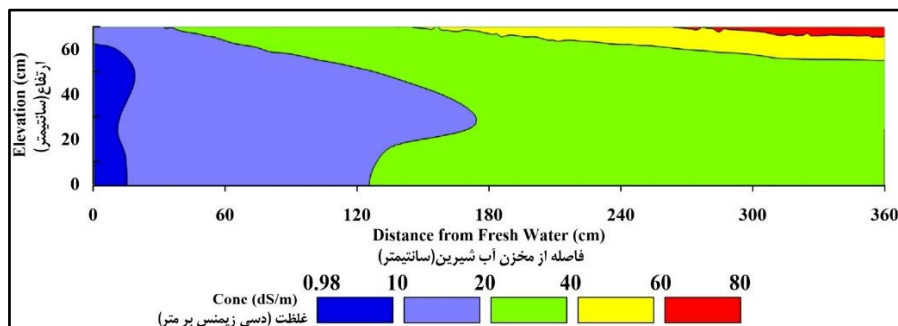 Elevation (cm)
ارتفاع(سانتیمتر)
60
40
20
0
0 60 120 180 240 300 360
Distance from Fresh Water (cm)
فاصله از مخزن آب شیرین(سانتیمتر)
0.98 10 20 40 60 80
Cone (dS/m)
غلظت (دسی زیمنس بر متر)